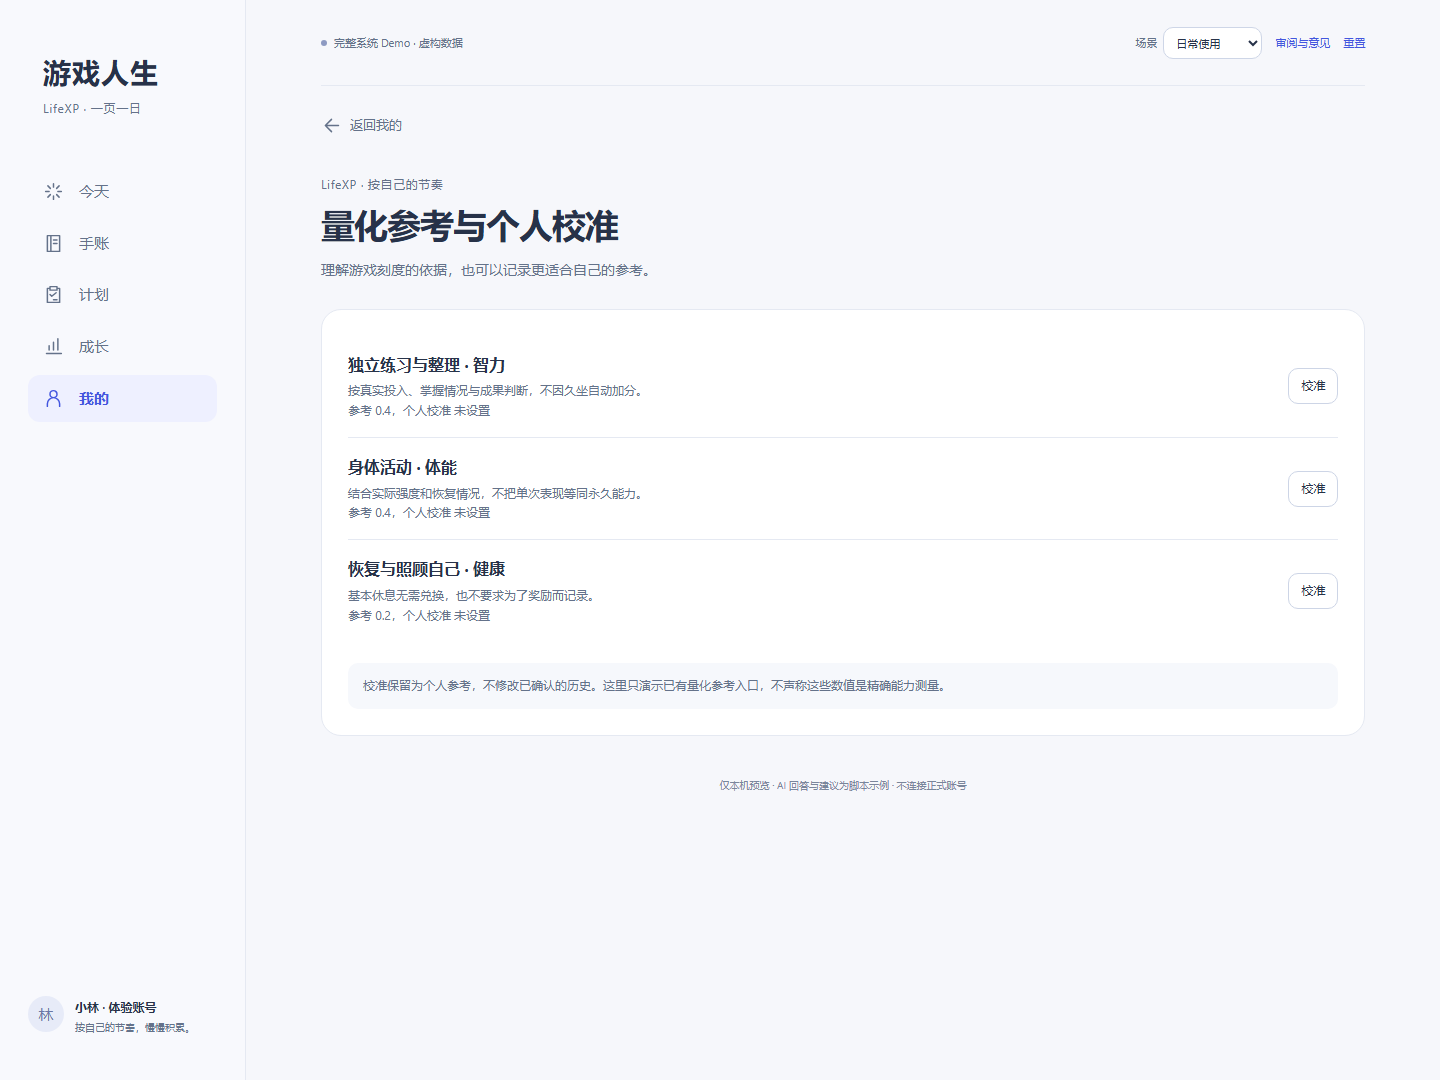 游戏人生
LifeXP · 一页一日
今天
手账
计划
成长
我的
林
小林 · 体验账号
按自己的节奏，慢慢积累。
完整系统 Demo · 虚构数据
场景
日常使用
审阅与意见
重置
返回我的
LifeXP · 按自己的节奏
量化参考与个人校准
理解游戏刻度的依据，也可以记录更适合自己的参考。
独立练习与整理 · 智力
按真实投入、掌握情况与成果判断，不因久坐自动加分。
参考 0.4，个人校准 未设置
校准
身体活动 · 体能
结合实际强度和恢复情况，不把单次表现等同永久能力。
参考 0.4，个人校准 未设置
校准
恢复与照顾自己 · 健康
基本休息无需兑换，也不要求为了奖励而记录。
参考 0.2，个人校准 未设置
校准
校准保留为个人参考，不修改已确认的历史。这里只演示已有量化参考入口，不声称这些数值是精确能力测量。
仅本机预览 · AI 回答与建议为脚本示例 · 不连接正式账号